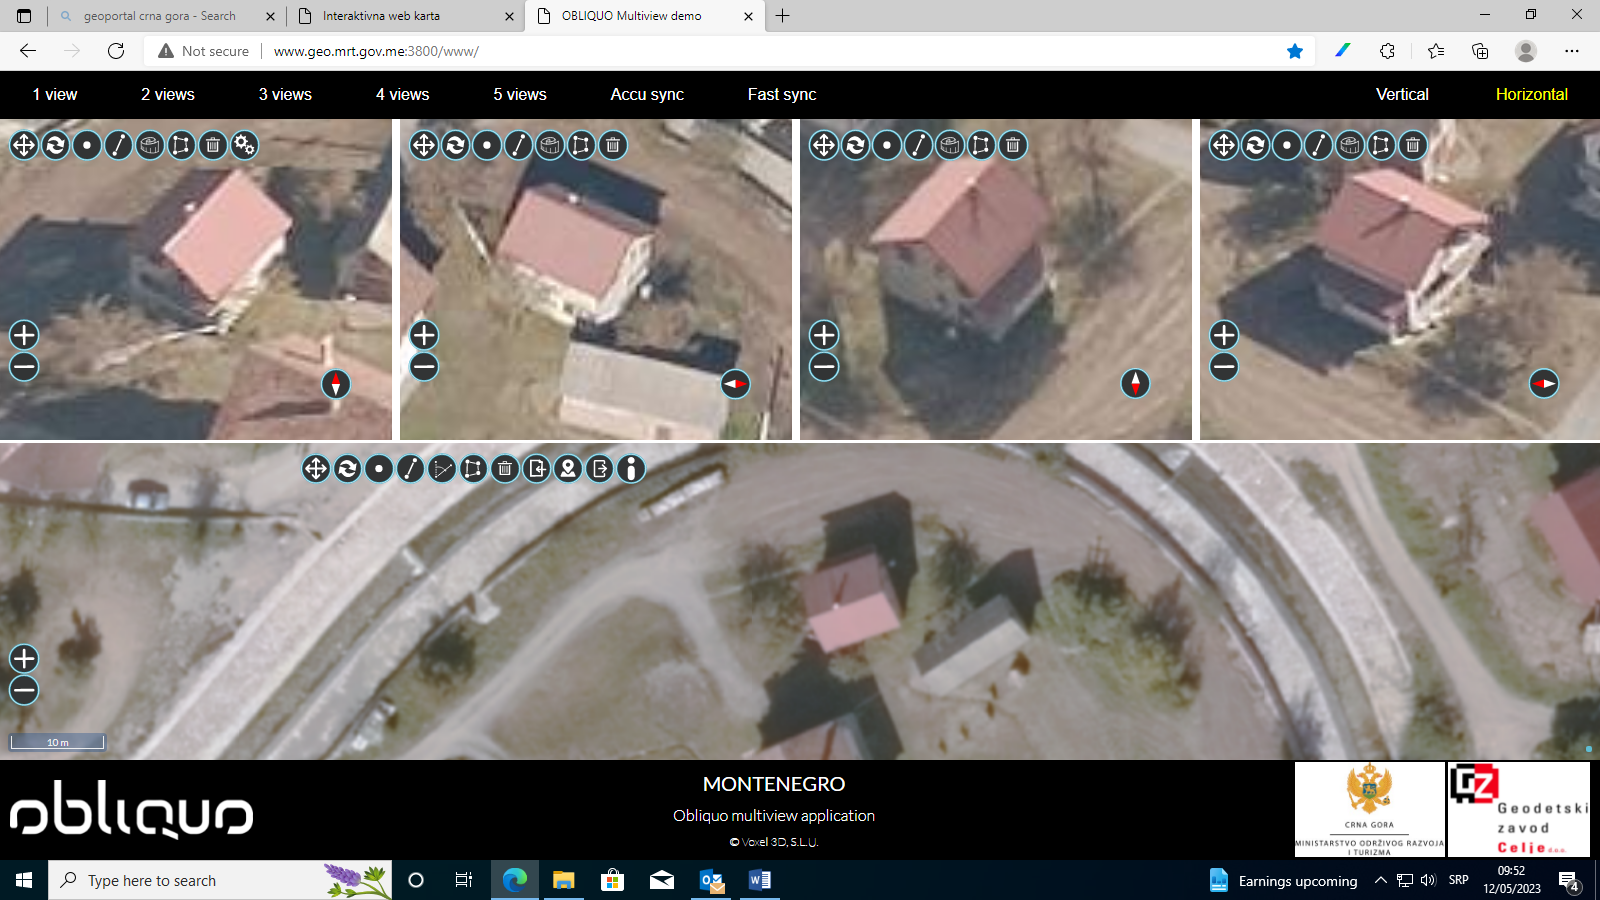 geoportal crna gora - Search
Interaktivna web karta
OBLIQUO Multiview demo
Not secure
www.geo.mrt.gov.me:3800/www/
1 view
2 views
3 views
4 views
5 views
Accu sync
Fast sync
Vertical
Horizontal
10 m
obliquo
MONTENEGRO
Obliquo multiview application
© Voxel 3D, S.L.U.
CRNA GORA
MINISTARSTVO ODRŽIVOG RAZVOJA
I TURIZMA
GZ
Geodetski
zavod
Celje d.o.o.
Type here to search
Earnings upcoming
SRP
09:52
12/05/2023
4